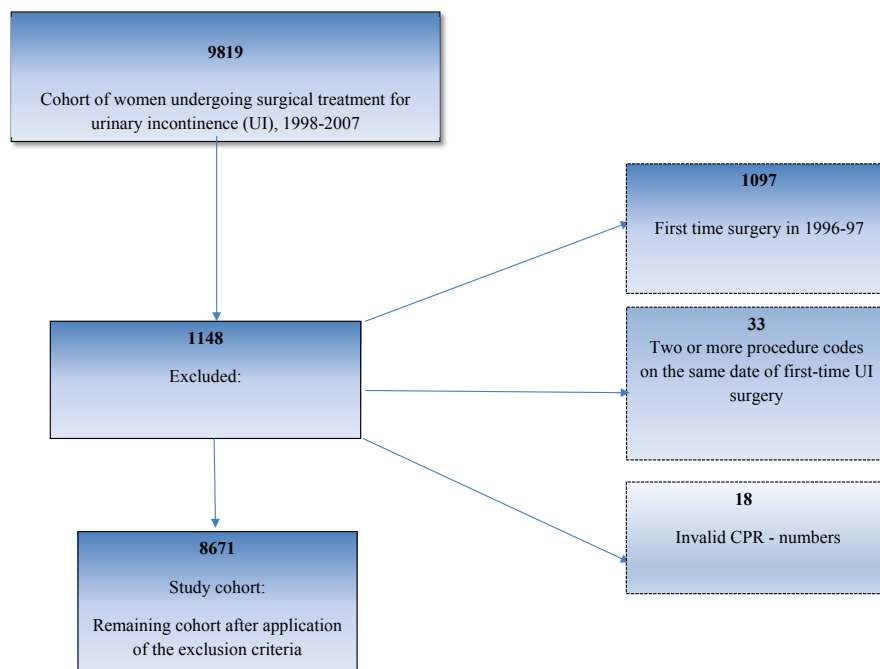 9819
Cohort of women undergoing surgical treatment for
urinary incontinence (UI), 1998-2007
1097
First time surgery in 1996-97
1148
Excluded:
33
Two or more procedure codes
on the same date of first-time UI
surgery
18
Invalid CPR - numbers
8671
Study cohort:
Remaining cohort after application
of the exclusion criteria